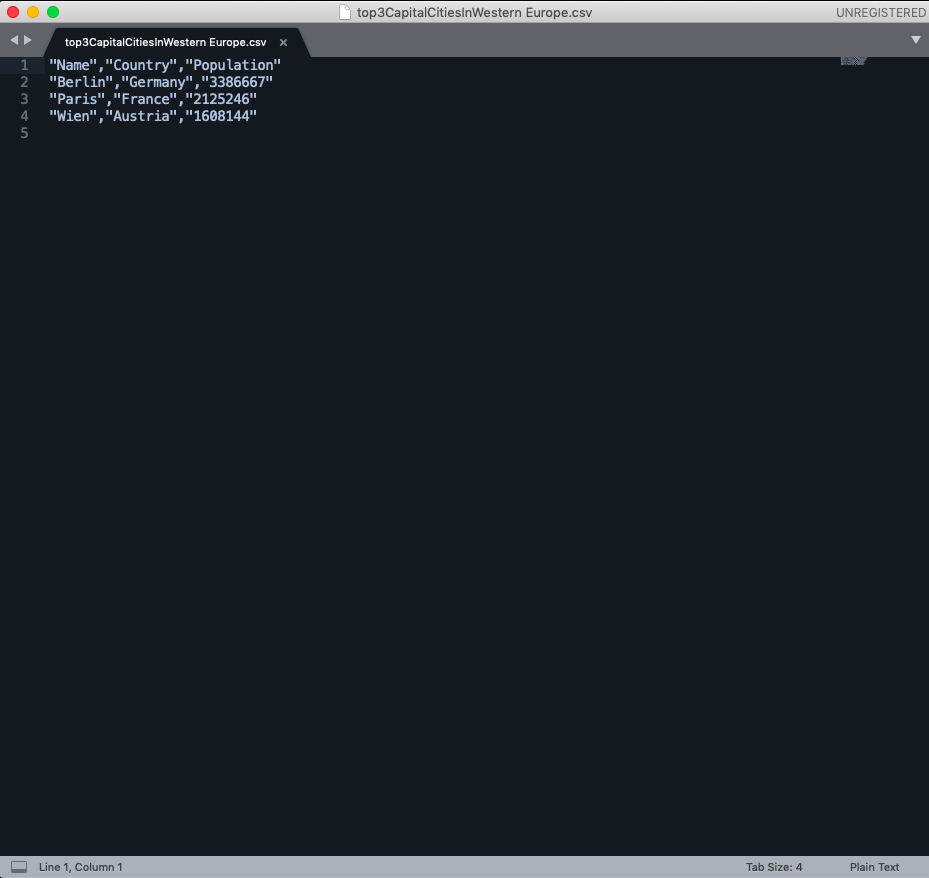 top3CapitalCitiesInWestern Europe.csv
UNREGISTERED
top3CapitalCitiesInWestern Europe.csv ×
1 "Name","Country","Population"
2 "Berlin","Germany","3386667"
3 "Paris","France","2125246"
4 "Wien","Austria","1608144"
5
Line 1, Column 1
Tab Size: 4
Plain Text